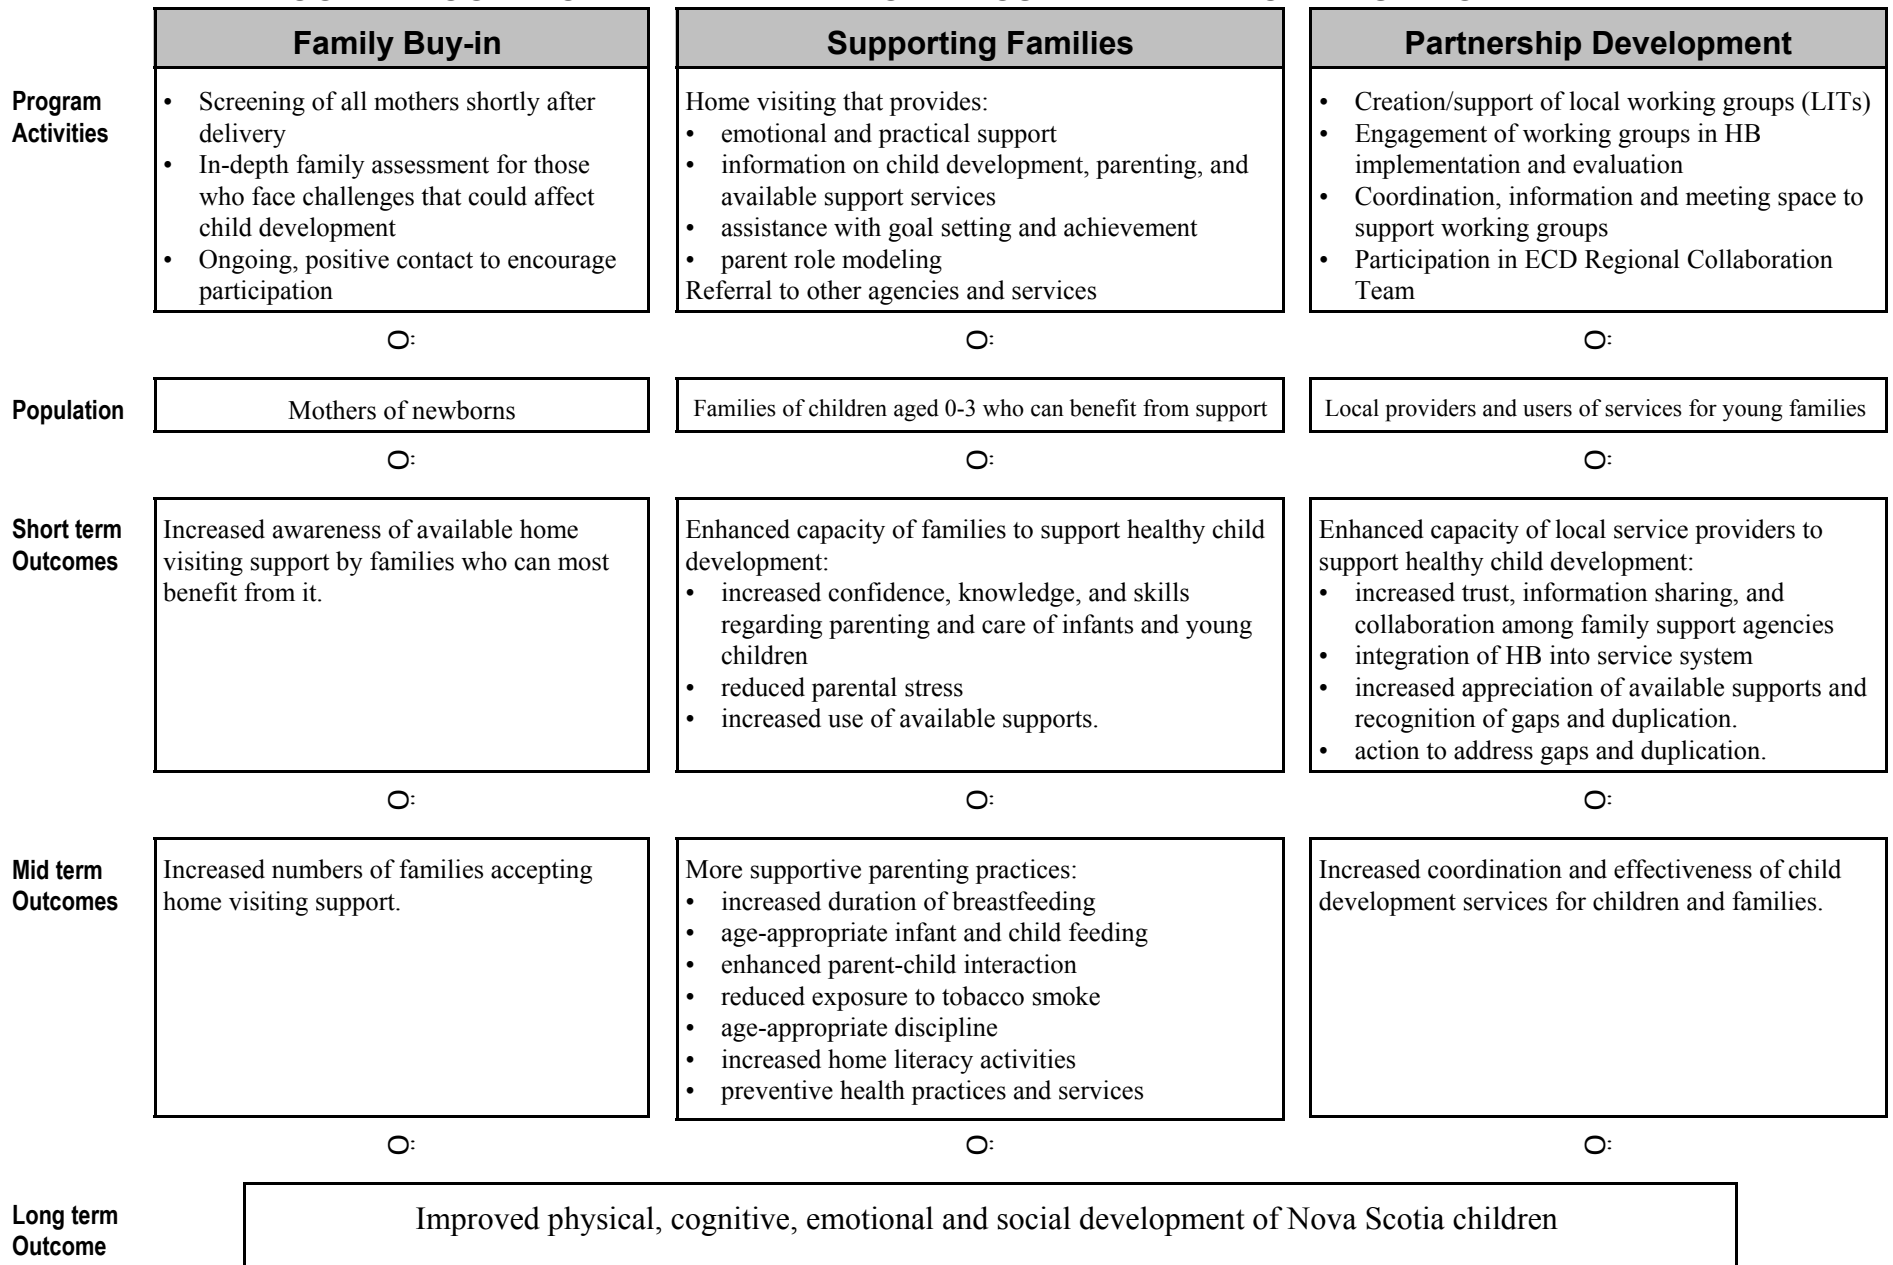 Family Buy-in
Supporting Families
Partnership Development
Program
Activities
• Screening of all mothers shortly after
delivery
• In-depth family assessment for those
who face challenges that could affect
child development
• Ongoing, positive contact to encourage
participation
Home visiting that provides:
• emotional and practical support
• information on child development, parenting, and
available support services
• assistance with goal setting and achievement
• parent role modeling
Referral to other agencies and services
• Creation/support of local working groups (LITs)
• Engagement of working groups in HB
implementation and evaluation
• Coordination, information and meeting space to
support working groups
• Participation in ECD Regional Collaboration
Team
Population
Mothers of newborns
Families of children aged 0-3 who can benefit from support
Local providers and users of services for young families
Short term
Outcomes
Increased awareness of available home
visiting support by families who can most
benefit from it.
Enhanced capacity of families to support healthy child
development:
• increased confidence, knowledge, and skills
regarding parenting and care of infants and young
children
• reduced parental stress
• increased use of available supports.
Enhanced capacity of local service providers to
support healthy child development:
• increased trust, information sharing, and
collaboration among family support agencies
• integration of HB into service system
• increased appreciation of available supports and
recognition of gaps and duplication.
• action to address gaps and duplication.
Mid term
Outcomes
Increased numbers of families accepting
home visiting support.
More supportive parenting practices:
• increased duration of breastfeeding
• age-appropriate infant and child feeding
• enhanced parent-child interaction
• reduced exposure to tobacco smoke
• age-appropriate discipline
• increased home literacy activities
• preventive health practices and services
Increased coordination and effectiveness of child
development services for children and families.
Long term
Outcome
Improved physical, cognitive, emotional and social development of Nova Scotia children